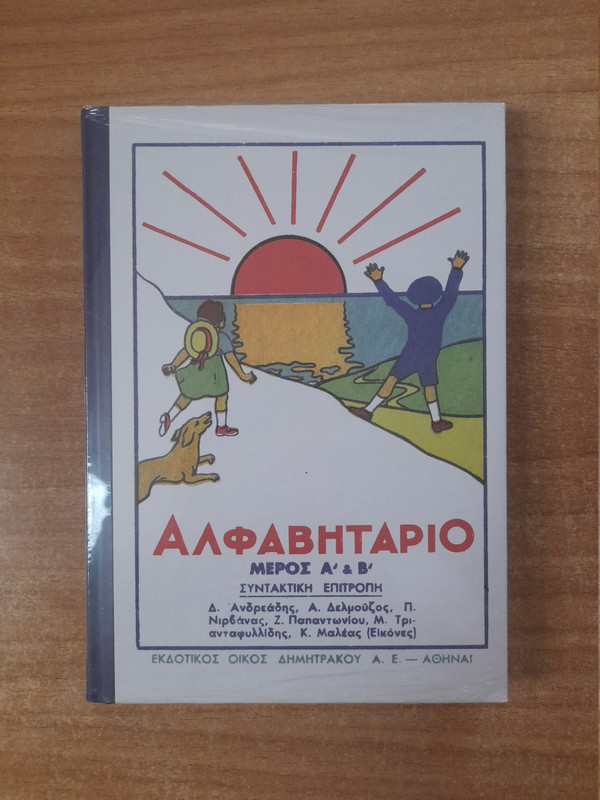 ΑΛΦΑΒΗΤΑΡΙΟ
ΜΕΡΟΣ Α' & Β'
ΣΥΝΤΑΚΤΙΚΗ ΕΠΙΤΡΟΠΗ
Δ. Ἀνδρεάδης, Α. Δελμοῦζος, Π.
Νιρβάνας, Ζ. Παπαντωνίου, Μ. Τρι-
ανταφυλλίδης, Κ. Μαλέας (Εἰκόνες)
ΕΚΔΟΤΙΚΟΣ ΟΙΚΟΣ ΔΗΜΗΤΡΑΚΟΥ Α. Ε. — ΑΘΗΝΑΙ